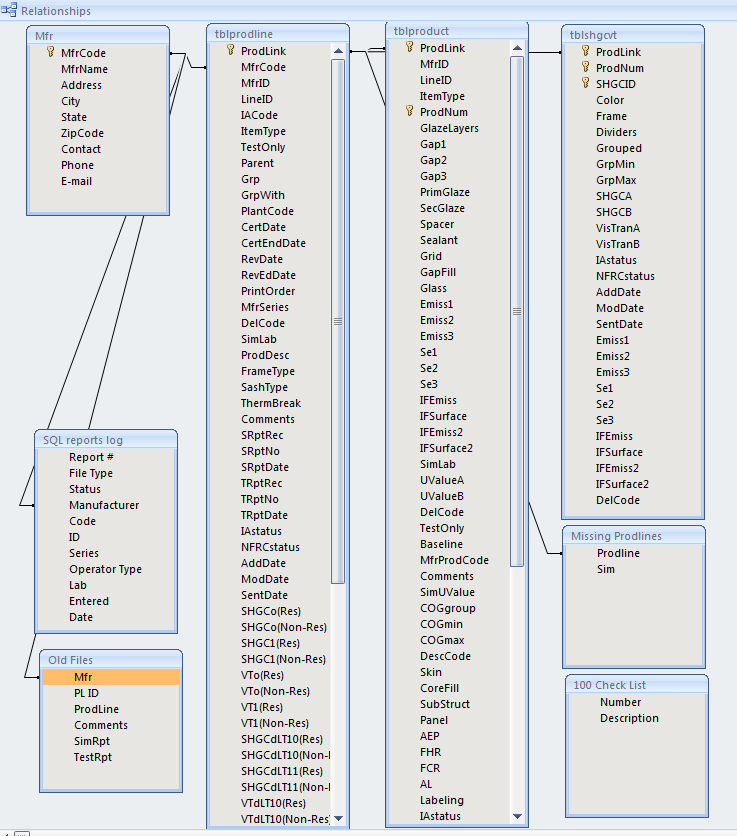 Relationships
Mfr
MfrCode
MfrName
Address
City
State
ZipCode
Contact
Phone
E-mail
SQL reports log
Report #
File Type
Status
Manufacturer
Code
ID
Series
Operator Type
Lab
Entered
Date
Old Files
Mfr
PL ID
ProdLine
Comments
SimRpt
TestRpt
tblprodline
ProdLink
MfrCode
MfrID
LineID
IACode
ItemType
TestOnly
Parent
Grp
GrpWith
PlantCode
CertDate
CertEndDate
RevDate
RevEdDate
PrintOrder
MfrSeries
DelCode
SimLab
ProdDesc
FrameType
SashType
ThermBreak
Comments
SRptRec
SRptNo
SRptDate
TRptRec
TRptNo
TRptDate
IAstatus
NFRCstatus
AddDate
ModDate
SentDate
SHGCo(Res)
SHGCo(Non-Res)
SHGC1(Res)
SHGC1(Non-Res)
VTo(Res)
VTo(Non-Res)
VT1(Res)
VT1(Non-Res)
SHGCdLT10(Res)
SHGCdLT10(Non-I
SHGCdLT11(Res)
SHGCdLT11(Non-I
VTdLT10(Res)
VTdLT10(Non-Res)
tblproduct
ProdLink
MfrID
LineID
ItemType
ProdNum
GlazeLayers
Gap1
Gap2
Gap3
PrimGlaze
SecGlaze
Spacer
Sealant
Grid
GapFill
Glass
Emiss1
Emiss2
Emiss3
Se1
Se2
Se3
IFEmiss
IFSurface
IFEmiss2
IFSurface2
SimLab
UValueA
UValueB
DelCode
TestOnly
Baseline
MfrProdCode
Comments
SimUValue
COGgroup
COGmin
COGmax
DescCode
Skin
CoreFill
SubStruct
Panel
AEP
FHR
FCR
AL
Labeling
IAstatus
tblshgcvt
ProdLink
ProdNum
SHGCID
Color
Frame
Dividers
Grouped
GrpMin
GrpMax
SHGCA
SHGCB
VisTranA
VisTranB
IAstatus
NFRCstatus
AddDate
ModDate
SentDate
Emiss1
Emiss2
Emiss3
Se1
Se2
Se3
IFEmiss
IFSurface
IFEmiss2
IFSurface2
DelCode
Missing Prodlines
Prodline
Sim
100 Check List
Number
Description